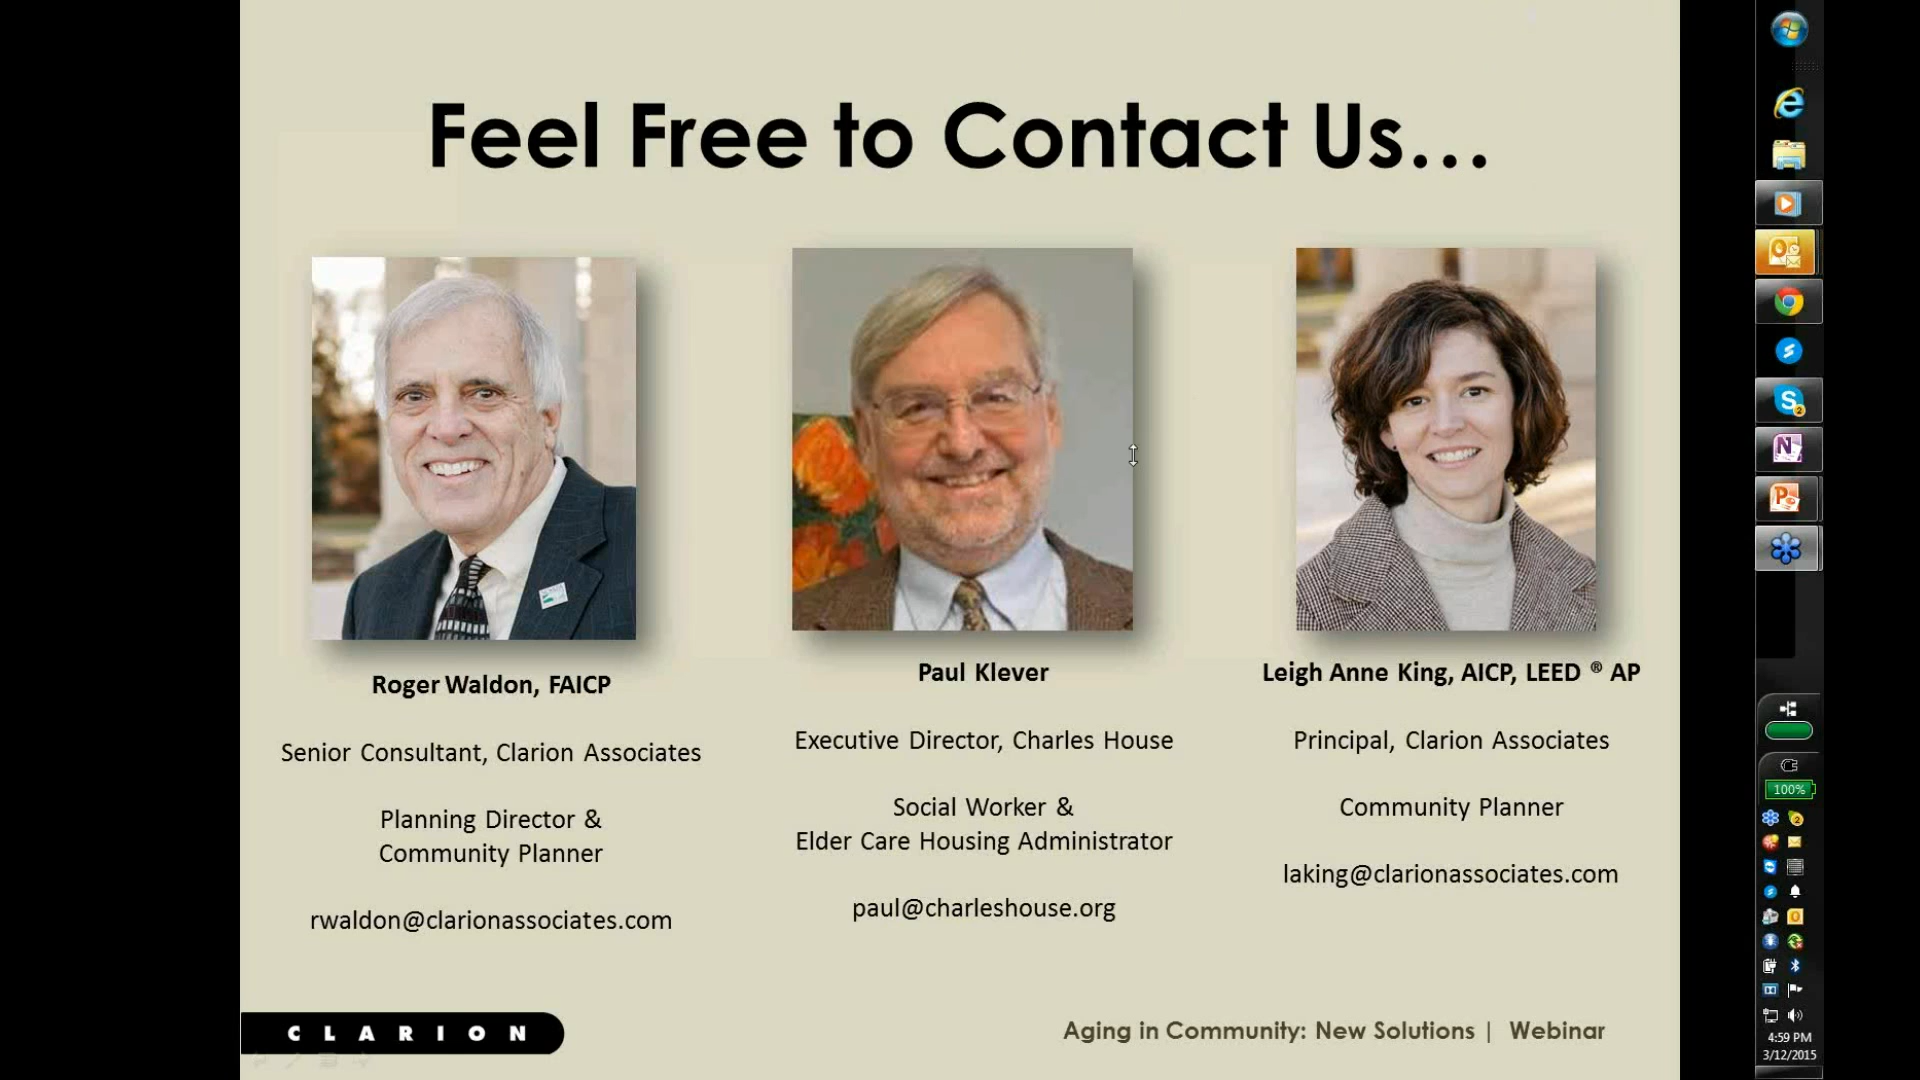 Feel Free to Contact Us...
Roger Waldon, FAICP
Senior Consultant, Clarion Associates
Planning Director &
Community Planner
rwaldon@clarionassociates.com
Paul Klever
Executive Director, Charles House
Social Worker &
Elder Care Housing Administrator
paul@charleshouse.org
Leigh Anne King, AICP, LEED ® AP
Principal, Clarion Associates
Community Planner
laking@clarionassociates.com
CLARION
Aging in Community: New Solutions | Webinar
100%
4:59 PM
3/12/2015